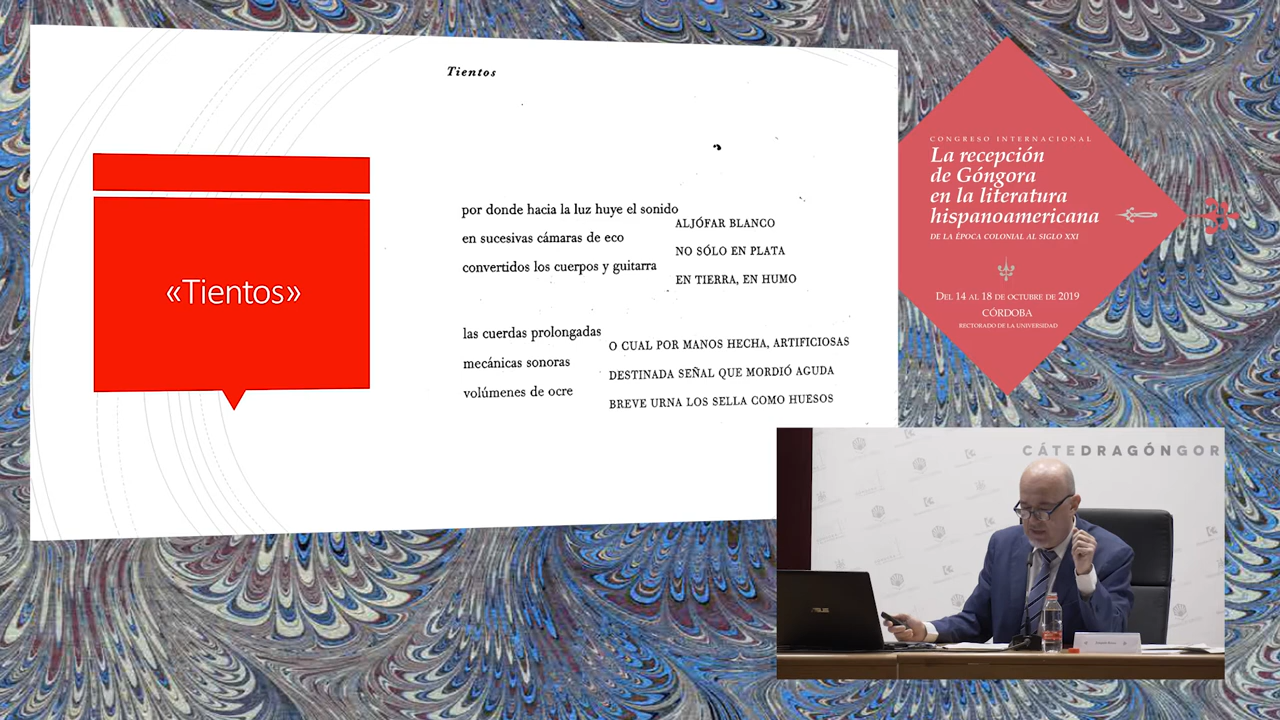 Tientos
«Tientos»
por donde hacia la luz huye el sonido
en sucesivas cámaras de eco
convertidos los cuerpos y guitarra
ALJÓFAR BLANCO
NO SÓLO EN PLATA
EN TIERRA, EN HUMO
las cuerdas prolongadas
mecánicas sonoras
volúmenes de ocre
O CUAL POR MANOS HECHA, ARTIFICIOSAS
DESTINADA SEÑAL QUE MORDIÓ AGUDA
BREVE URNA LOS SELLA COMO HUESOS
CONGRESO INTERNACIONAL
La recepción
de Góngora
en la literatura
hispanoamericana
DE LA ÉPOCA COLONIAL AL SIGLO XXI
DEL 14 AL 18 DE OCTUBRE DE 2019
CÓRDOBA
RECTORADO DE LA UNIVERSIDAD
CÁTEDRAGÓNGOR
ASUS